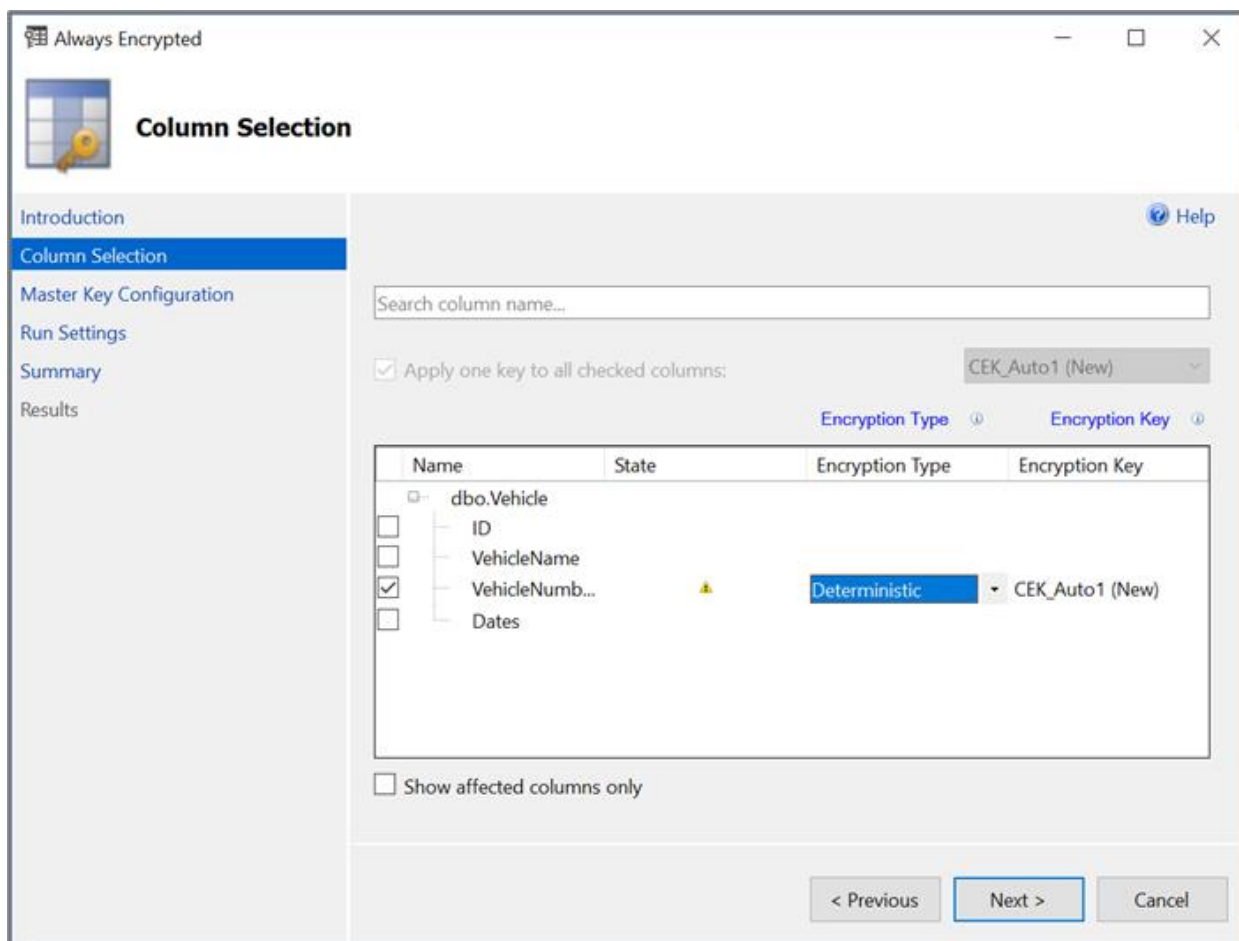 Always Encrypted
Column Selection
Introduction
Column Selection
Master Key Configuration
Run Settings
Summary
Results
Help
Search column name...
Apply one key to all checked columns: CEK_Auto1 (New)
Encryption Type Encryption Key
Name State Encryption Type Encryption Key
dbo.Vehicle
ID
VehicleName
VehicleNumb... Deterministic CEK_Auto1 (New)
Dates
Show affected columns only
< Previous Next > Cancel